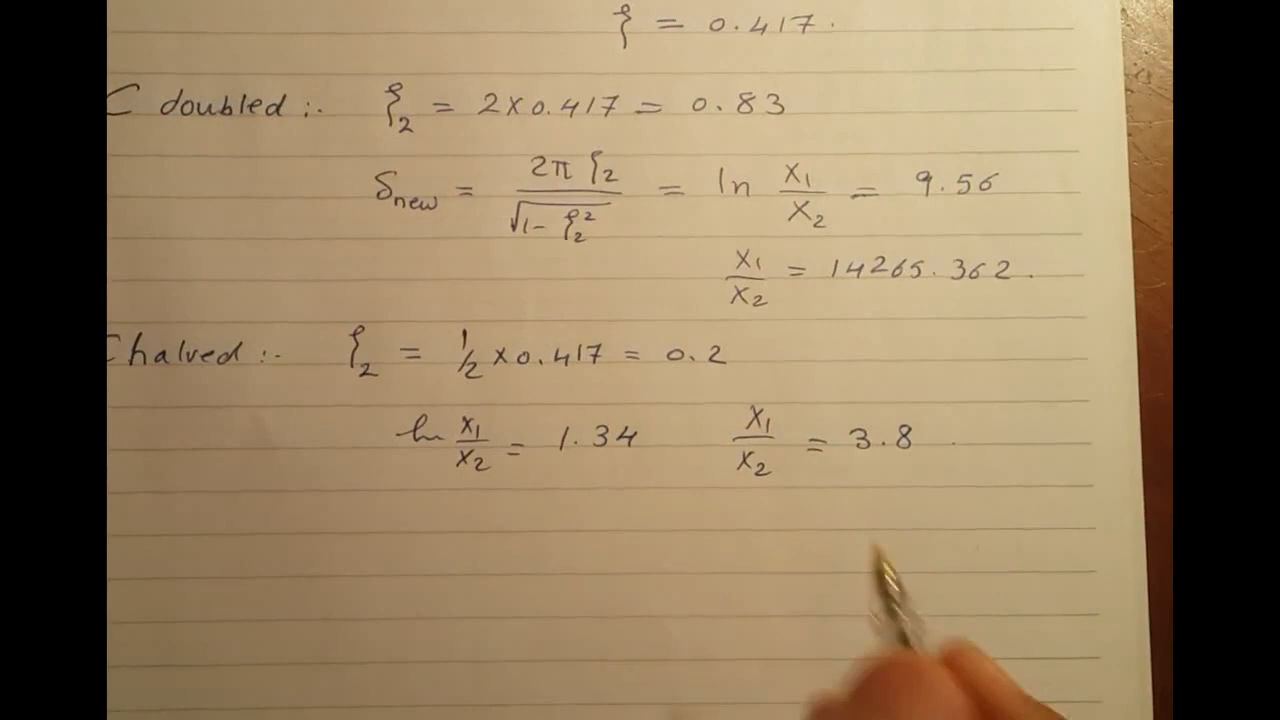 ξ = 0.417.
C doubled :- ξ₂ = 2×0.417 = 0.83
δnew = 2π ξ₂ / √(1-ξ₂²) = ln X₁/X₂ = 9.56
X₁/X₂ = 14265.362.
C halved :- ξ₂ = 1/2 × 0.417 = 0.2
ln X₁/X₂ = 1.34 X₁/X₂ = 3.8